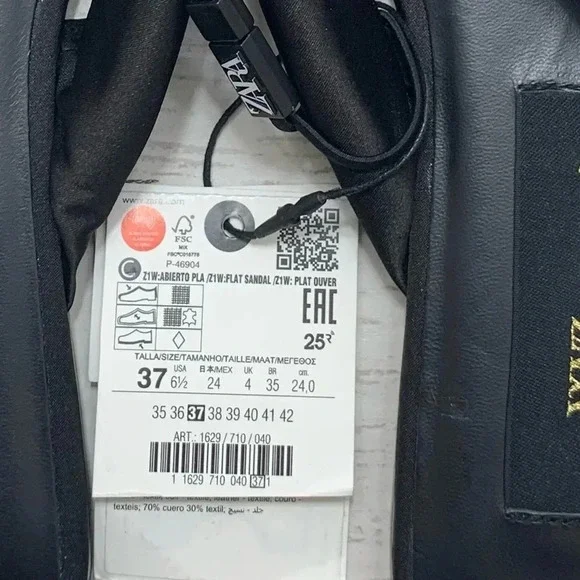 ZARA
FSC
MIX
P-46904
Z1W:ABIERTO PLA /Z1W:FLAT SANDAL /Z1W: PLAT OUVER
EAC
TALLA/SIZE/TAMANHO/TAILLE/MAAT/ΜΕΓΕΘΟΣ
USA 日本/MEX UK BR cm.
37 6½ 24 4 35 24,0
35 36 37 38 39 40 41 42
ART.: 1629 / 710 / 040
1 1629 710 040 37 1
texteis; 70% cuero 30% textil;